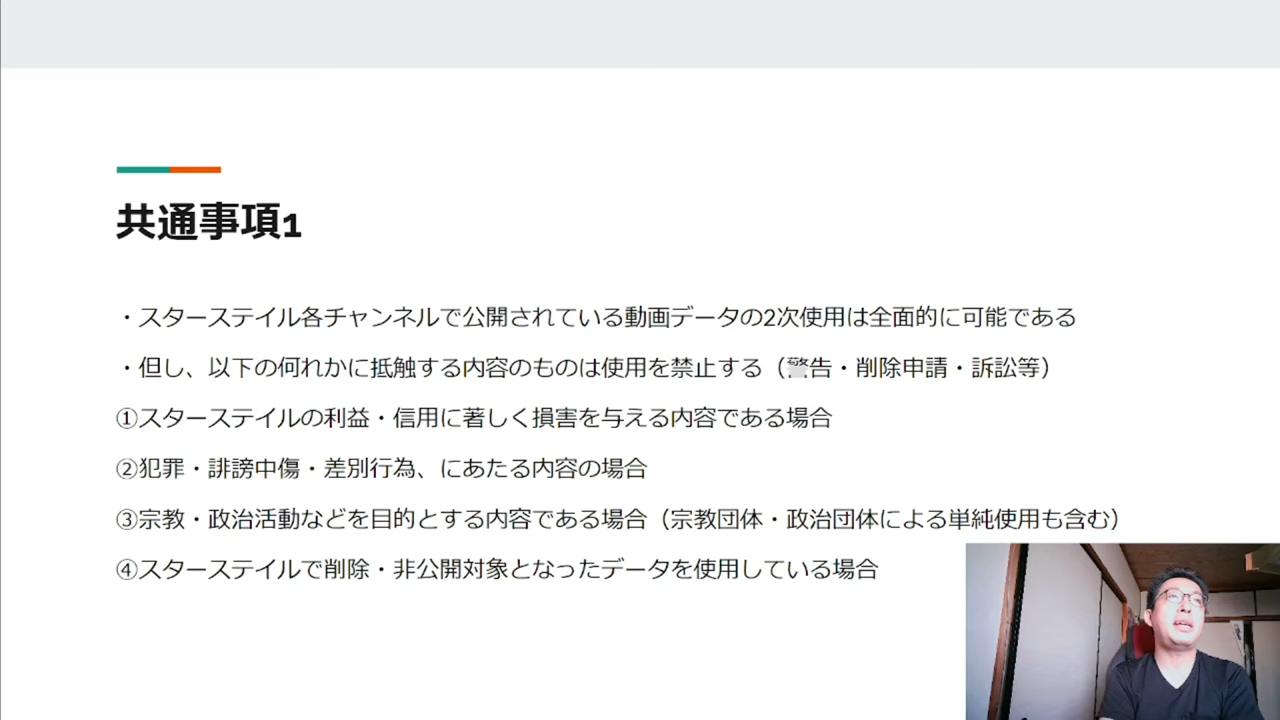 共通事項1
・スターステイル各チャンネルで公開されている動画データの2次使用は全面的に可能である
・但し、以下の何れかに抵触する内容のものは使用を禁止する（警告・削除申請・訴訟等）
①スターステイルの利益・信用に著しく損害を与える内容である場合
②犯罪・誹謗中傷・差別行為、にあたる内容の場合
③宗教・政治活動などを目的とする内容である場合（宗教団体・政治団体による単純使用も含む）
④スターステイルで削除・非公開対象となったデータを使用している場合